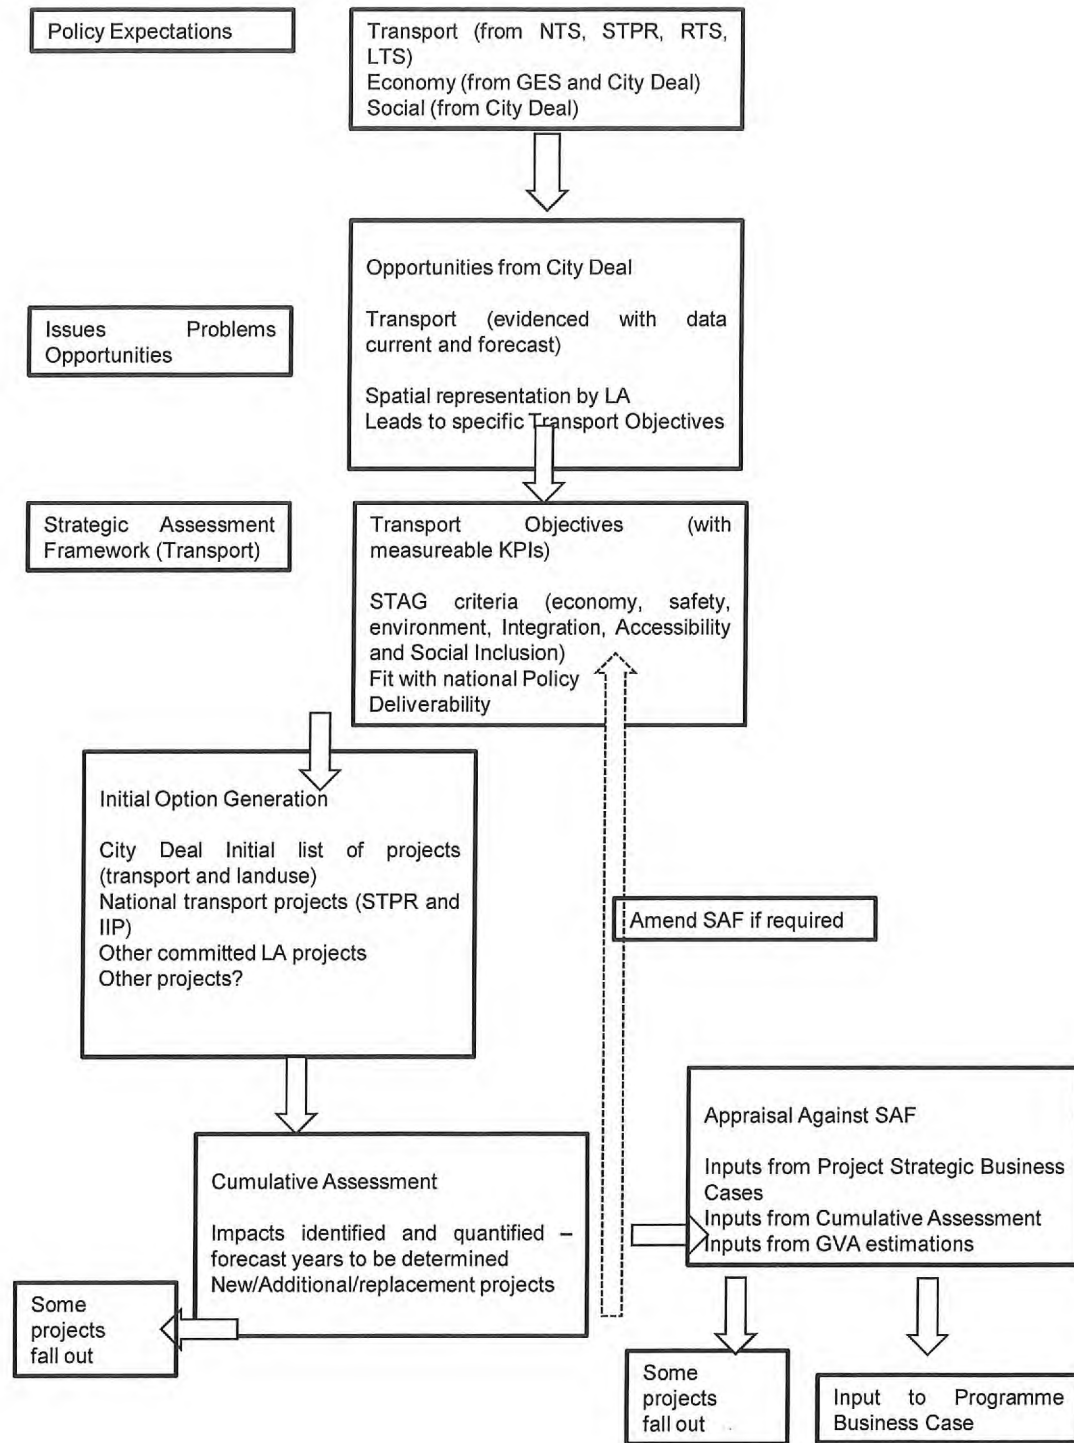 Policy Expectations
Transport (from NTS, STPR, RTS,
LTS)
Economy (from GES and City Deal)
Social (from City Deal)
Opportunities from City Deal
Transport (evidenced with data
current and forecast)
Spatial representation by LA
Leads to specific Transport Objectives
Issues Problems
Opportunities
Strategic Assessment
Framework (Transport)
Transport Objectives (with
measureable KPIs)
STAG criteria (economy, safety,
environment, Integration, Accessibility
and Social Inclusion)
Fit with national Policy
Deliverability
Initial Option Generation
City Deal Initial list of projects
(transport and landuse)
National transport projects (STPR and
IIP)
Other committed LA projects
Other projects?
Amend SAF if required
Cumulative Assessment
Impacts identified and quantified –
forecast years to be determined
New/Additional/replacement projects
Some
projects
fall out
Appraisal Against SAF
Inputs from Project Strategic Business
Cases
Inputs from Cumulative Assessment
Inputs from GVA estimations
Some
projects
fall out
Input to Programme
Business Case